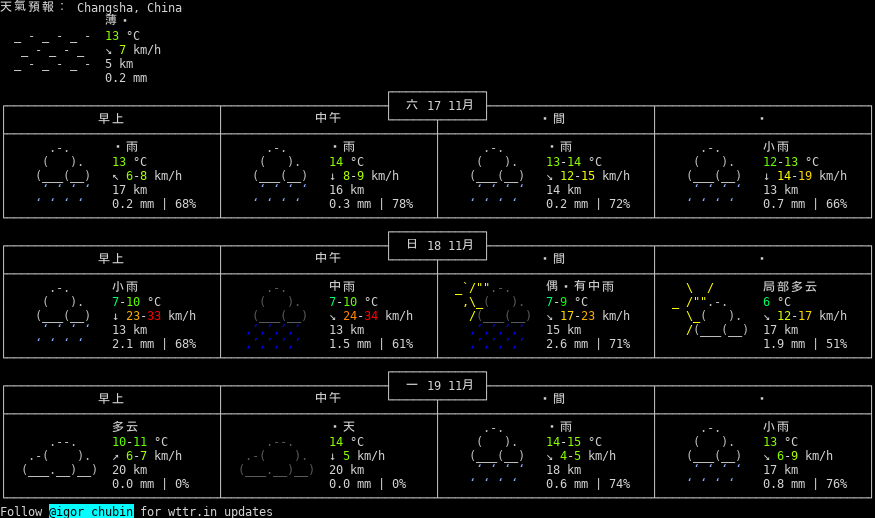 天氣預報： Changsha, China
薄・
13 °C
↘ 7 km/h
5 km
0.2 mm
六 17 11月
早上 中午 ・間 ・
・雨 ・雨 ・雨 小雨
13 °C 14 °C 13-14 °C 12-13 °C
↖ 6-8 km/h ↓ 8-9 km/h ↘ 12-15 km/h ↓ 14-19 km/h
17 km 16 km 14 km 13 km
0.2 mm | 68% 0.3 mm | 78% 0.2 mm | 72% 0.7 mm | 66%
日 18 11月
早上 中午 ・間 ・
小雨 中雨 偶・有中雨 局部多云
7-10 °C 7-10 °C 7-9 °C 6 °C
↓ 23-33 km/h ↘ 24-34 km/h ↘ 17-23 km/h ↘ 12-17 km/h
13 km 13 km 15 km 17 km
2.1 mm | 68% 1.5 mm | 61% 2.6 mm | 71% 1.9 mm | 51%
一 19 11月
早上 中午 ・間 ・
多云 ・天 ・雨 小雨
10-11 °C 14 °C 14-15 °C 13 °C
↗ 6-7 km/h ↓ 5 km/h ↘ 4-5 km/h ↘ 6-9 km/h
20 km 20 km 18 km 17 km
0.0 mm | 0% 0.0 mm | 0% 0.6 mm | 74% 0.8 mm | 76%
Follow @igor_chubin for wttr.in updates